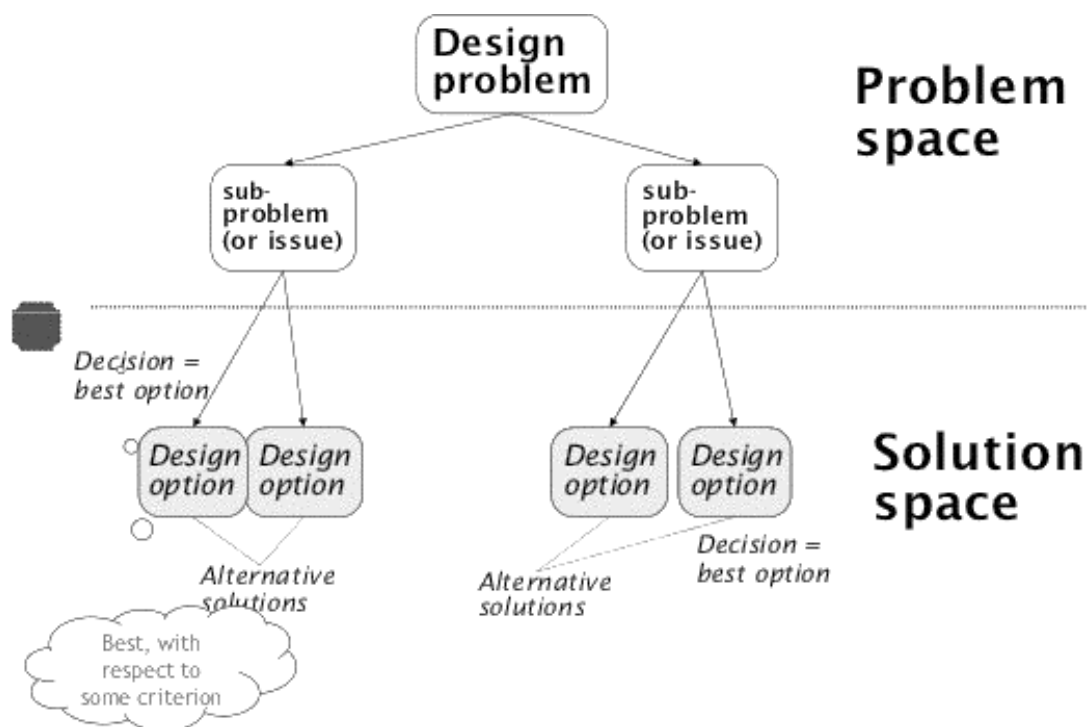 Design
problem
Problem
space
sub-
problem
(or issue)
sub-
problem
(or issue)
Decision =
best option
Design
option
Design
option
Design
option
Design
option
Solution
space
Alternative
solutions
Alternative
solutions
Decision =
best option
Best, with
respect to
some criterion